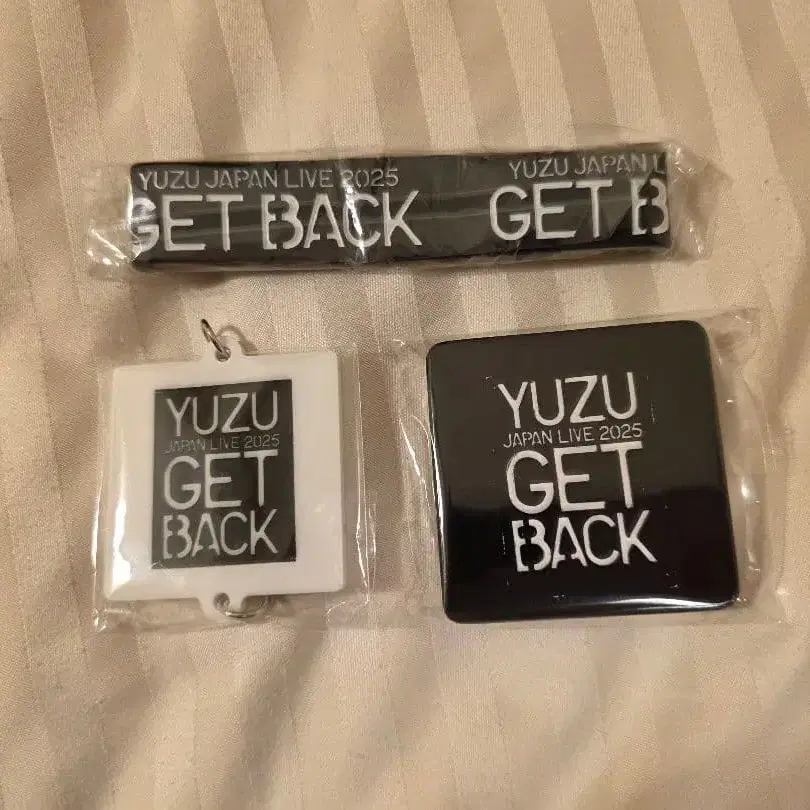 YUZU JAPAN LIVE 2025
GET BACK
YUZU JAPAN L
GET B
YUZU
JAPAN LIVE 2025
GET
BACK
YUZU
JAPAN LIVE 2025
GET
BACK